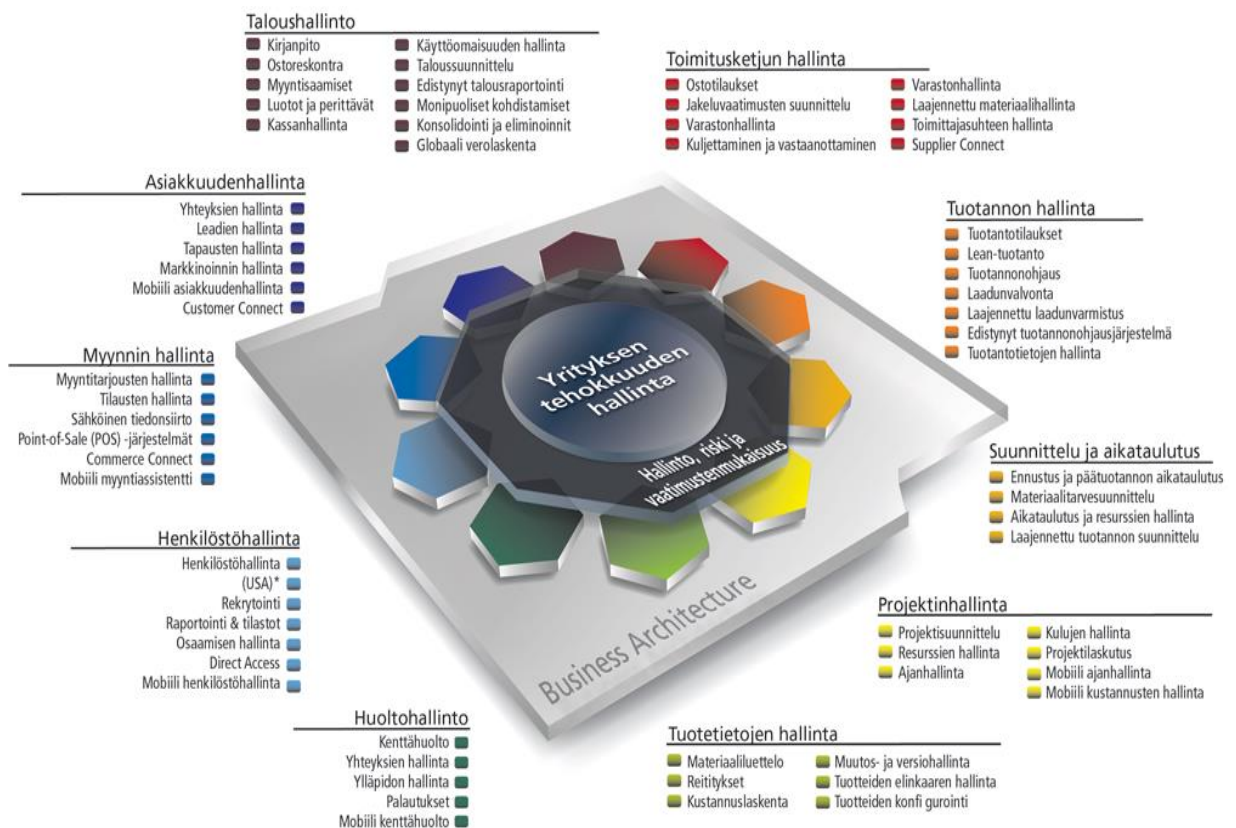 Taloushallinto
Kirjanpito
Ostoreskontra
Myyntisaamiset
Luotot ja perittävät
Kassanhallinta
Käyttöomaisuuden hallinta
Taloussuunnittelu
Edistynyt talousraportointi
Monipuoliset kohdistamiset
Konsolidointi ja eliminoinnit
Globaali verolaskenta
Toimitusketjun hallinta
Ostotilaukset
Jakeluvaatimusten suunnittelu
Varastonhallinta
Kuljettaminen ja vastaanottaminen
Varastonhallinta
Laajennettu materiaalihallinta
Toimittajasuhteen hallinta
Supplier Connect
Asiakkuudenhallinta
Yhteyksien hallinta
Leadien hallinta
Tapausten hallinta
Markkinoinnin hallinta
Mobiili asiakkuudenhallinta
Customer Connect
Tuotannon hallinta
Tuotantotilaukset
Lean-tuotanto
Tuotannonohjaus
Laadunvalvonta
Laajennettu laadunvarmistus
Edistynyt tuotannonohjausjärjestelmä
Tuotantotietojen hallinta
Myynnin hallinta
Myyntitarjousten hallinta
Tilausten hallinta
Sähköinen tiedonsiirto
Point-of-Sale (POS) -järjestelmät
Commerce Connect
Mobiili myyntiassistentti
Yrityksen
tehokkuuden
hallinta
Hallinto, riski ja
vaatimustenmukaisuus
Suunnittelu ja aikataulutus
Ennustus ja päätuotannon aikataulutus
Materiaalitarvesuunnittelu
Aikataulutus ja resurssien hallinta
Laajennettu tuotannon suunnittelu
Henkilöstöhallinta
Henkilöstöhallinta
(USA)*
Rekrytointi
Raportointi & tilastot
Osaamisen hallinta
Direct Access
Mobiili henkilöstöhallinta
Business Architecture
Projektinhallinta
Projektisuunnittelu
Resurssien hallinta
Ajanhallinta
Kulujen hallinta
Projektilaskutus
Mobiili ajanhallinta
Mobiili kustannusten hallinta
Huoltohallinto
Kenttähuolto
Yhteyksien hallinta
Ylläpidon hallinta
Palautukset
Mobiili kenttähuolto
Tuotetietojen hallinta
Materiaaliluettelo
Reititykset
Kustannuslaskenta
Muutos- ja versiohallinta
Tuotteiden elinkaaren hallinta
Tuotteiden konfi gurointi